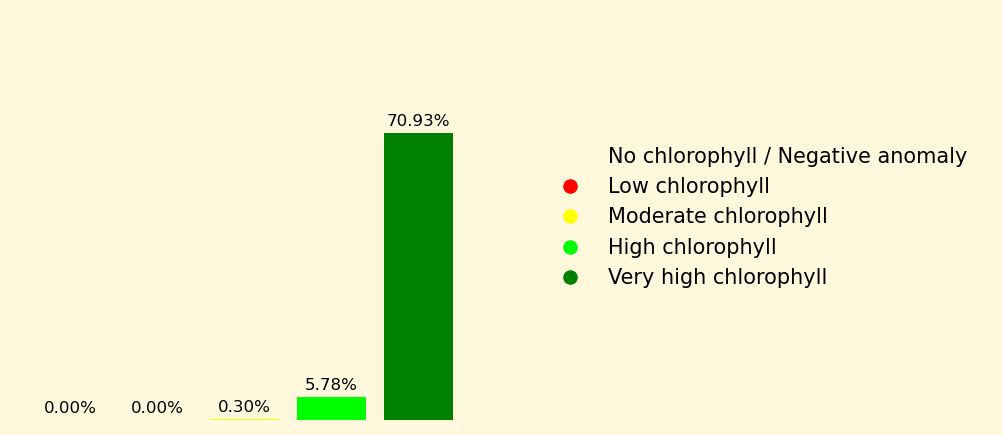 70.93%
5.78%
0.00%
0.00%
0.30%
No chlorophyll / Negative anomaly
Low chlorophyll
Moderate chlorophyll
High chlorophyll
Very high chlorophyll